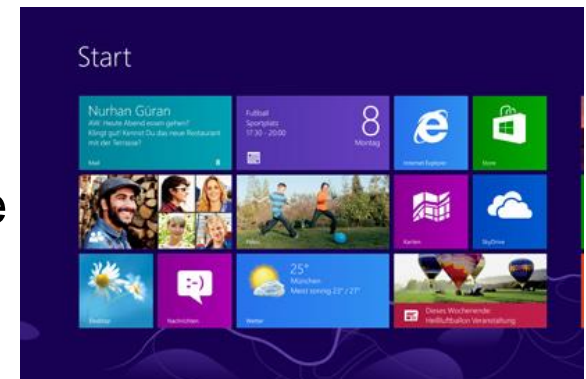 Start
Nurhan Güran
AW: Heute Abend essen gehen?
Klingt gut! Kennst Du das neue Restaurant
mit der Terrasse?
Mail
8
Fußball
Sportplatz
17:30 - 20:00
8
Montag
Internet Explorer
Store
e
Fotos
Karten
SkyDrive
Desktop
:-)
Nachrichten
25°
München
Meist sonnig 23° / 27°
Wetter
Dieses Wochenende:
Heißluftballon Veranstaltung